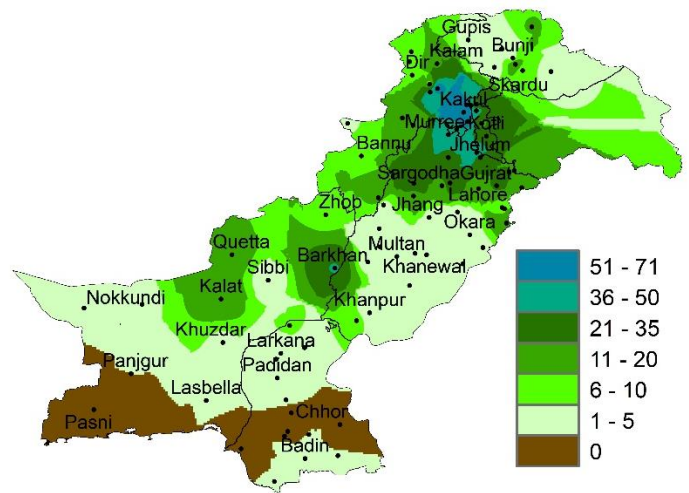 Gupis
Kalam
Bunji
Dir
Skardu
Kakul
Murree
Kotli
Bannu
Jhelum
Sargodha
Gujrat
Zhob
Jhang
Lahore
Okara
Quetta
Barkhan
Multan
Sibbi
Khanewal
Nokkundi
Kalat
Khanpur
Khuzdar
Larkana
Panjgur
Padidan
Lasbella
Pasni
Chhor
Badin
51 - 71
36 - 50
21 - 35
11 - 20
6 - 10
1 - 5
0